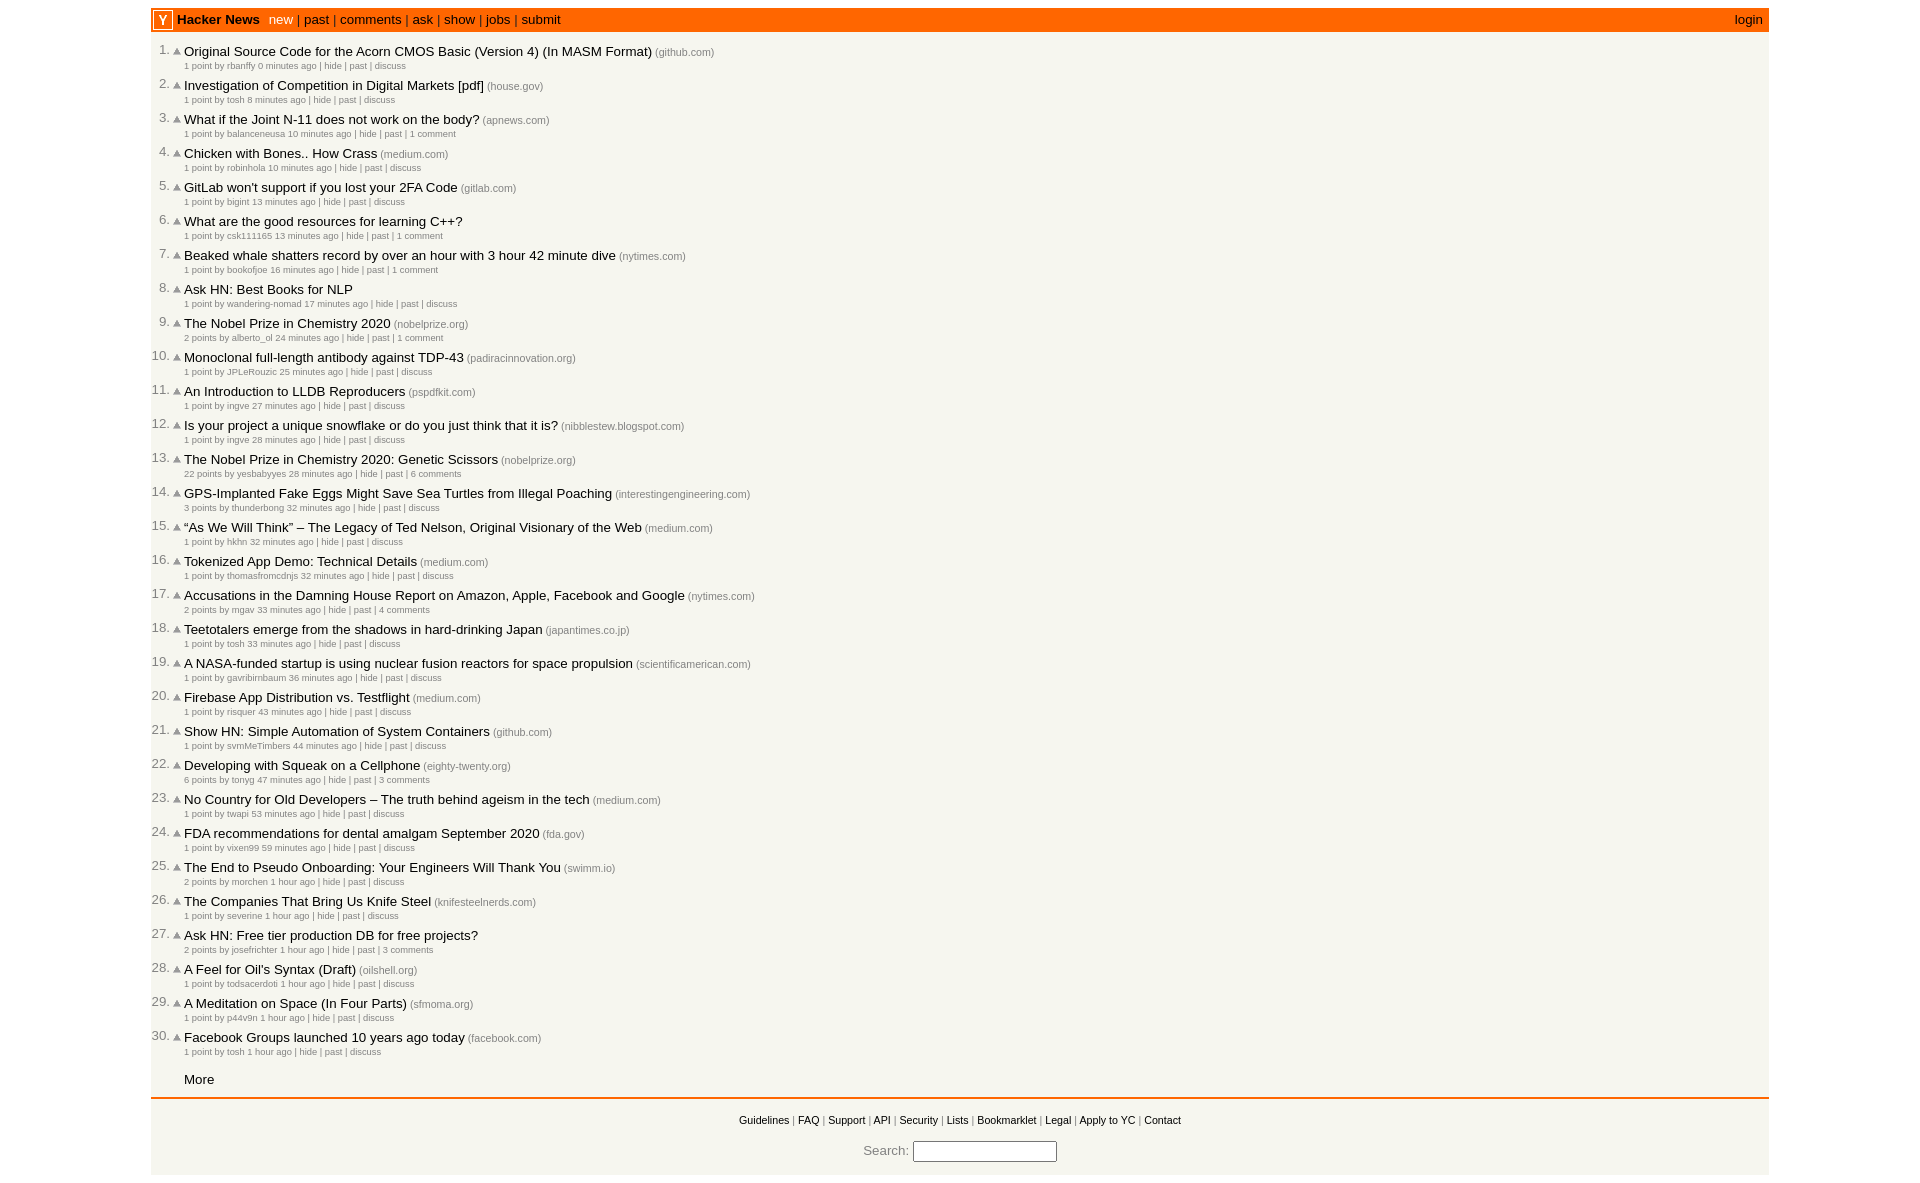 Y Hacker News new | past | comments | ask | show | jobs | submit login
1. Original Source Code for the Acorn CMOS Basic (Version 4) (In MASM Format) (github.com)
1 point by rbanffy 0 minutes ago | hide | past | discuss
2. Investigation of Competition in Digital Markets [pdf] (house.gov)
1 point by tosh 8 minutes ago | hide | past | discuss
3. What if the Joint N-11 does not work on the body? (apnews.com)
1 point by balanceneusa 10 minutes ago | hide | past | 1 comment
4. Chicken with Bones.. How Crass (medium.com)
1 point by robinhola 10 minutes ago | hide | past | discuss
5. GitLab won't support if you lost your 2FA Code (gitlab.com)
1 point by bigint 13 minutes ago | hide | past | discuss
6. What are the good resources for learning C++?
1 point by csk111165 13 minutes ago | hide | past | 1 comment
7. Beaked whale shatters record by over an hour with 3 hour 42 minute dive (nytimes.com)
1 point by bookofjoe 16 minutes ago | hide | past | 1 comment
8. Ask HN: Best Books for NLP
1 point by wandering-nomad 17 minutes ago | hide | past | discuss
9. The Nobel Prize in Chemistry 2020 (nobelprize.org)
2 points by alberto_ol 24 minutes ago | hide | past | 1 comment
10. Monoclonal full-length antibody against TDP-43 (padiracinnovation.org)
1 point by JPLeRouzic 25 minutes ago | hide | past | discuss
11. An Introduction to LLDB Reproducers (pspdfkit.com)
1 point by ingve 27 minutes ago | hide | past | discuss
12. Is your project a unique snowflake or do you just think that it is? (nibblestew.blogspot.com)
1 point by ingve 28 minutes ago | hide | past | discuss
13. The Nobel Prize in Chemistry 2020: Genetic Scissors (nobelprize.org)
22 points by yesbabyyes 28 minutes ago | hide | past | 6 comments
14. GPS-Implanted Fake Eggs Might Save Sea Turtles from Illegal Poaching (interestingengineering.com)
3 points by thunderbong 32 minutes ago | hide | past | discuss
15. “As We Will Think” – The Legacy of Ted Nelson, Original Visionary of the Web (medium.com)
1 point by hkhn 32 minutes ago | hide | past | discuss
16. Tokenized App Demo: Technical Details (medium.com)
1 point by thomasfromcdnjs 32 minutes ago | hide | past | discuss
17. Accusations in the Damning House Report on Amazon, Apple, Facebook and Google (nytimes.com)
2 points by mgav 33 minutes ago | hide | past | 4 comments
18. Teetotalers emerge from the shadows in hard-drinking Japan (japantimes.co.jp)
1 point by tosh 33 minutes ago | hide | past | discuss
19. A NASA-funded startup is using nuclear fusion reactors for space propulsion (scientificamerican.com)
1 point by gavribirnbaum 36 minutes ago | hide | past | discuss
20. Firebase App Distribution vs. Testflight (medium.com)
1 point by risquer 43 minutes ago | hide | past | discuss
21. Show HN: Simple Automation of System Containers (github.com)
1 point by svmMeTimbers 44 minutes ago | hide | past | discuss
22. Developing with Squeak on a Cellphone (eighty-twenty.org)
6 points by tonyg 47 minutes ago | hide | past | 3 comments
23. No Country for Old Developers – The truth behind ageism in the tech (medium.com)
1 point by twapi 53 minutes ago | hide | past | discuss
24. FDA recommendations for dental amalgam September 2020 (fda.gov)
1 point by vixen99 59 minutes ago | hide | past | discuss
25. The End to Pseudo Onboarding: Your Engineers Will Thank You (swimm.io)
2 points by morchen 1 hour ago | hide | past | discuss
26. The Companies That Bring Us Knife Steel (knifesteelnerds.com)
1 point by severine 1 hour ago | hide | past | discuss
27. Ask HN: Free tier production DB for free projects?
2 points by josefrichter 1 hour ago | hide | past | 3 comments
28. A Feel for Oil's Syntax (Draft) (oilshell.org)
1 point by todsacerdoti 1 hour ago | hide | past | discuss
29. A Meditation on Space (In Four Parts) (sfmoma.org)
1 point by p44v9n 1 hour ago | hide | past | discuss
30. Facebook Groups launched 10 years ago today (facebook.com)
1 point by tosh 1 hour ago | hide | past | discuss
More
Guidelines | FAQ | Support | API | Security | Lists | Bookmarklet | Legal | Apply to YC | Contact
Search: